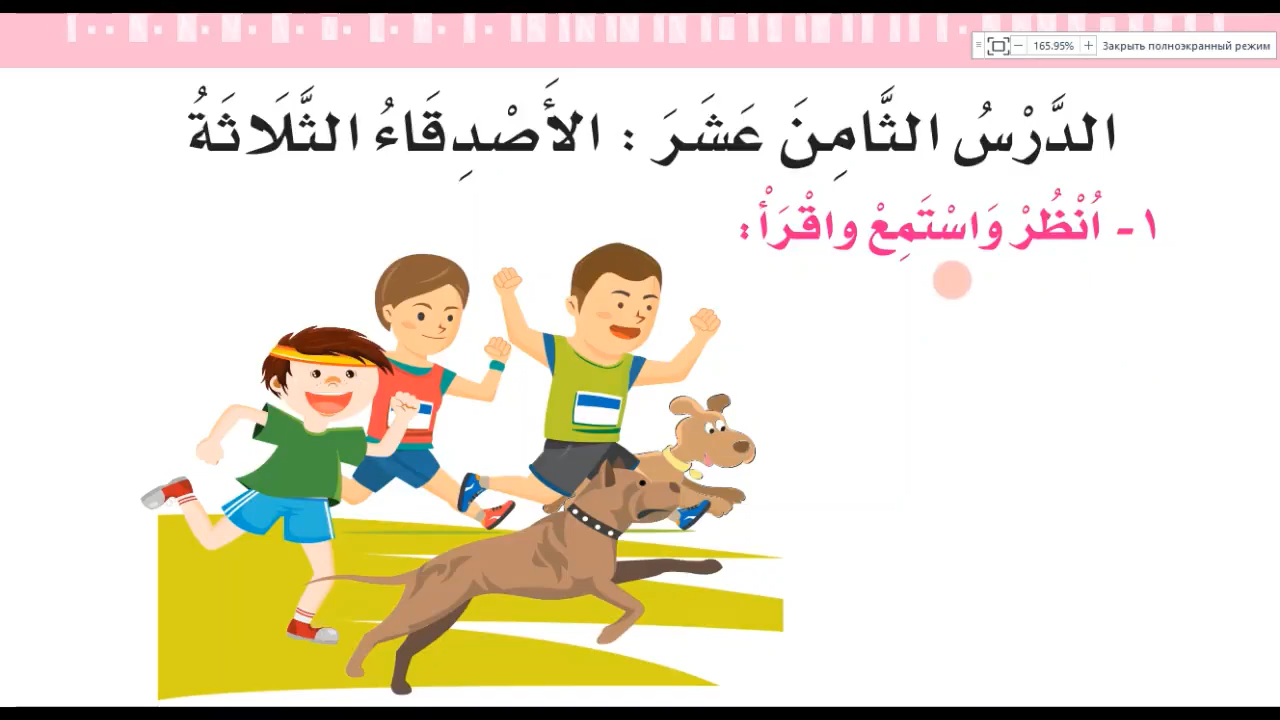 165.95%
Закрыть полноэкранный режим
الدَّرْسُ الثَّامِنَ عَشَرَ : الأَصْدِقَاءُ الثَّلَاثَةُ
١- اُنْظُرْ وَاسْتَمِعْ واقْرَأْ :